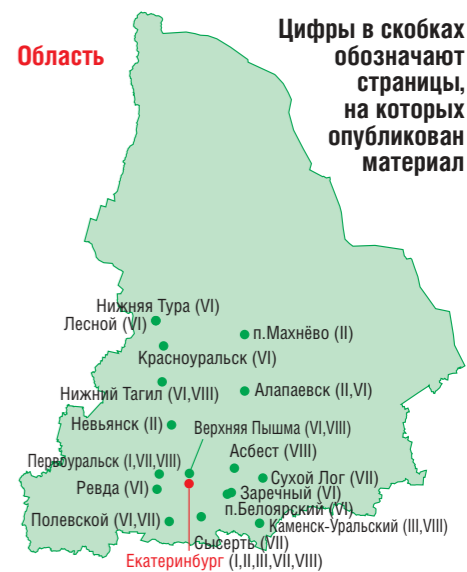 Область
Цифры в скобках
обозначают
страницы,
на которых
опубликован
материал
Нижняя Тура (VI)
Лесной (VI)
п.Махнёво (II)
Красноуральск (VI)
Нижний Тагил (VI,VIII)
Алапаевск (II,VI)
Невьянск (II)
Верхняя Пышма (VI,VIII)
Асбест (VIII)
Первоуральск (I,VII,VIII)
Сухой Лог (VII)
Ревда (VI)
Заречный (VI)
п.Белоярский (VI)
Полевской (VI,VII)
Каменск-Уральский (III,VIII)
Сысерть (VII)
Екатеринбург (I,II,III,VII,VIII)